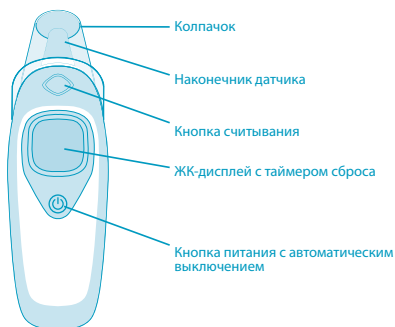 Колпачок
Наконечник датчика
Кнопка считывания
ЖК-дисплей с таймером сброса
Кнопка питания с автоматическим
выключением